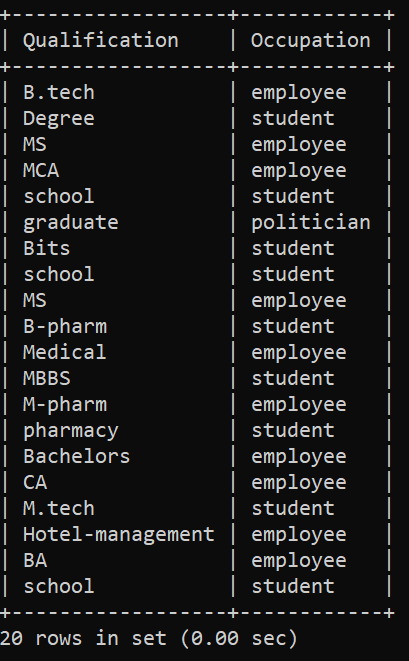 +------------------+------------+
| Qualification    | Occupation |
+------------------+------------+
| B.tech           | employee   |
| Degree           | student    |
| MS               | employee   |
| MCA              | employee   |
| school           | student    |
| graduate         | politician |
| Bits             | student    |
| school           | student    |
| MS               | employee   |
| B-pharm          | student    |
| Medical          | employee   |
| MBBS             | student    |
| M-pharm          | employee   |
| pharmacy         | student    |
| Bachelors        | employee   |
| CA               | employee   |
| M.tech           | student    |
| Hotel-management | employee   |
| BA               | employee   |
| school           | student    |
+------------------+------------+
20 rows in set (0.00 sec)